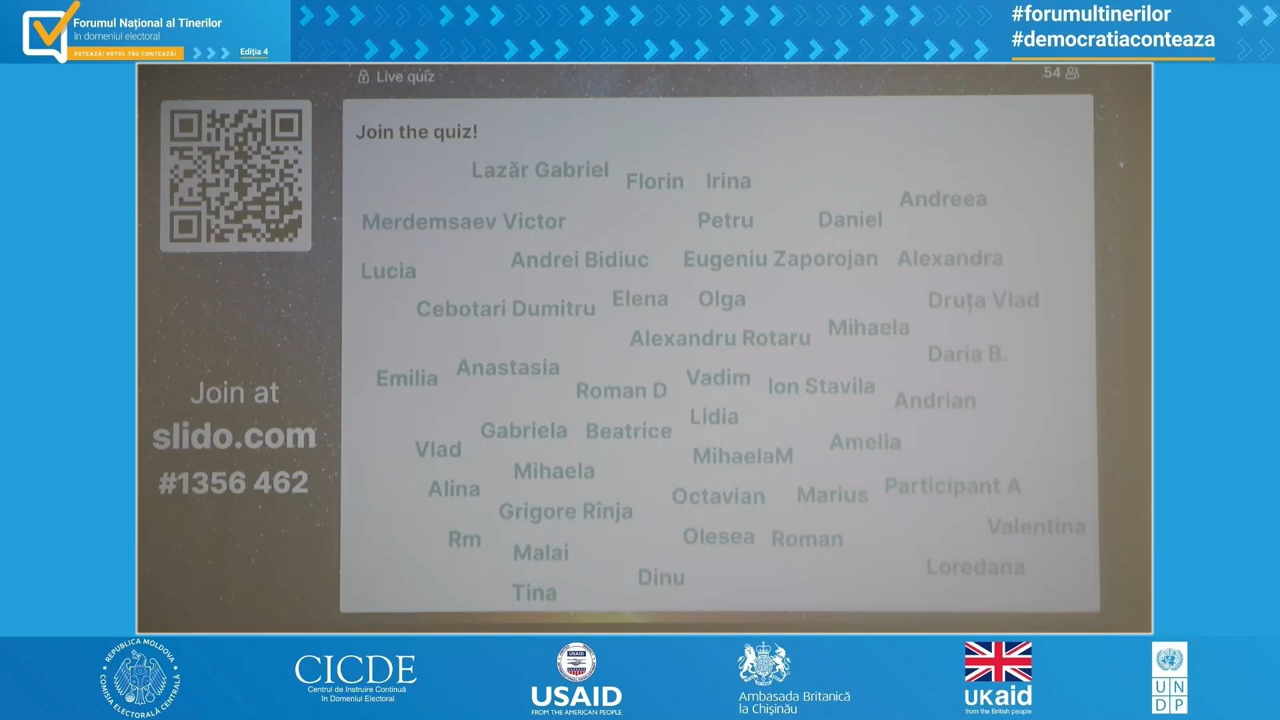 Forumul Național al Tinerilor
în domeniul electoral
VOTEAZĂ! VOTUL TĂU CONTEAZĂ!
Ediția 4
#forumultinerilor
#democratiaconteaza
Live quiz
54
Join the quiz!
Lazăr Gabriel
Florin
Irina
Andreea
Merdemsaev Victor
Petru
Daniel
Lucia
Andrei Bidiuc
Eugeniu Zaporojan
Alexandra
Cebotari Dumitru
Elena
Olga
Druța Vlad
Alexandru Rotaru
Mihaela
Daria B.
Emilia
Anastasia
Roman D
Vadim
Ion Stavila
Andrian
Lidia
Gabriela
Beatrice
Vlad
MihaelaM
Amelia
Mihaela
Alina
Octavian
Marius
Participant A
Grigore Rînja
Valentina
Rm
Malai
Olesea
Roman
Dinu
Loredana
Tina
Join at
slido.com
#1356 462
REPUBLICA MOLDOVA
COMISIA ELECTORALĂ CENTRALĂ
CICDE
Centrul de Instruire Continuă
în Domeniul Electoral
USAID
USAID
FROM THE AMERICAN PEOPLE
Ambasada Britanică
la Chișinău
UKaid
from the British people
U N
D P